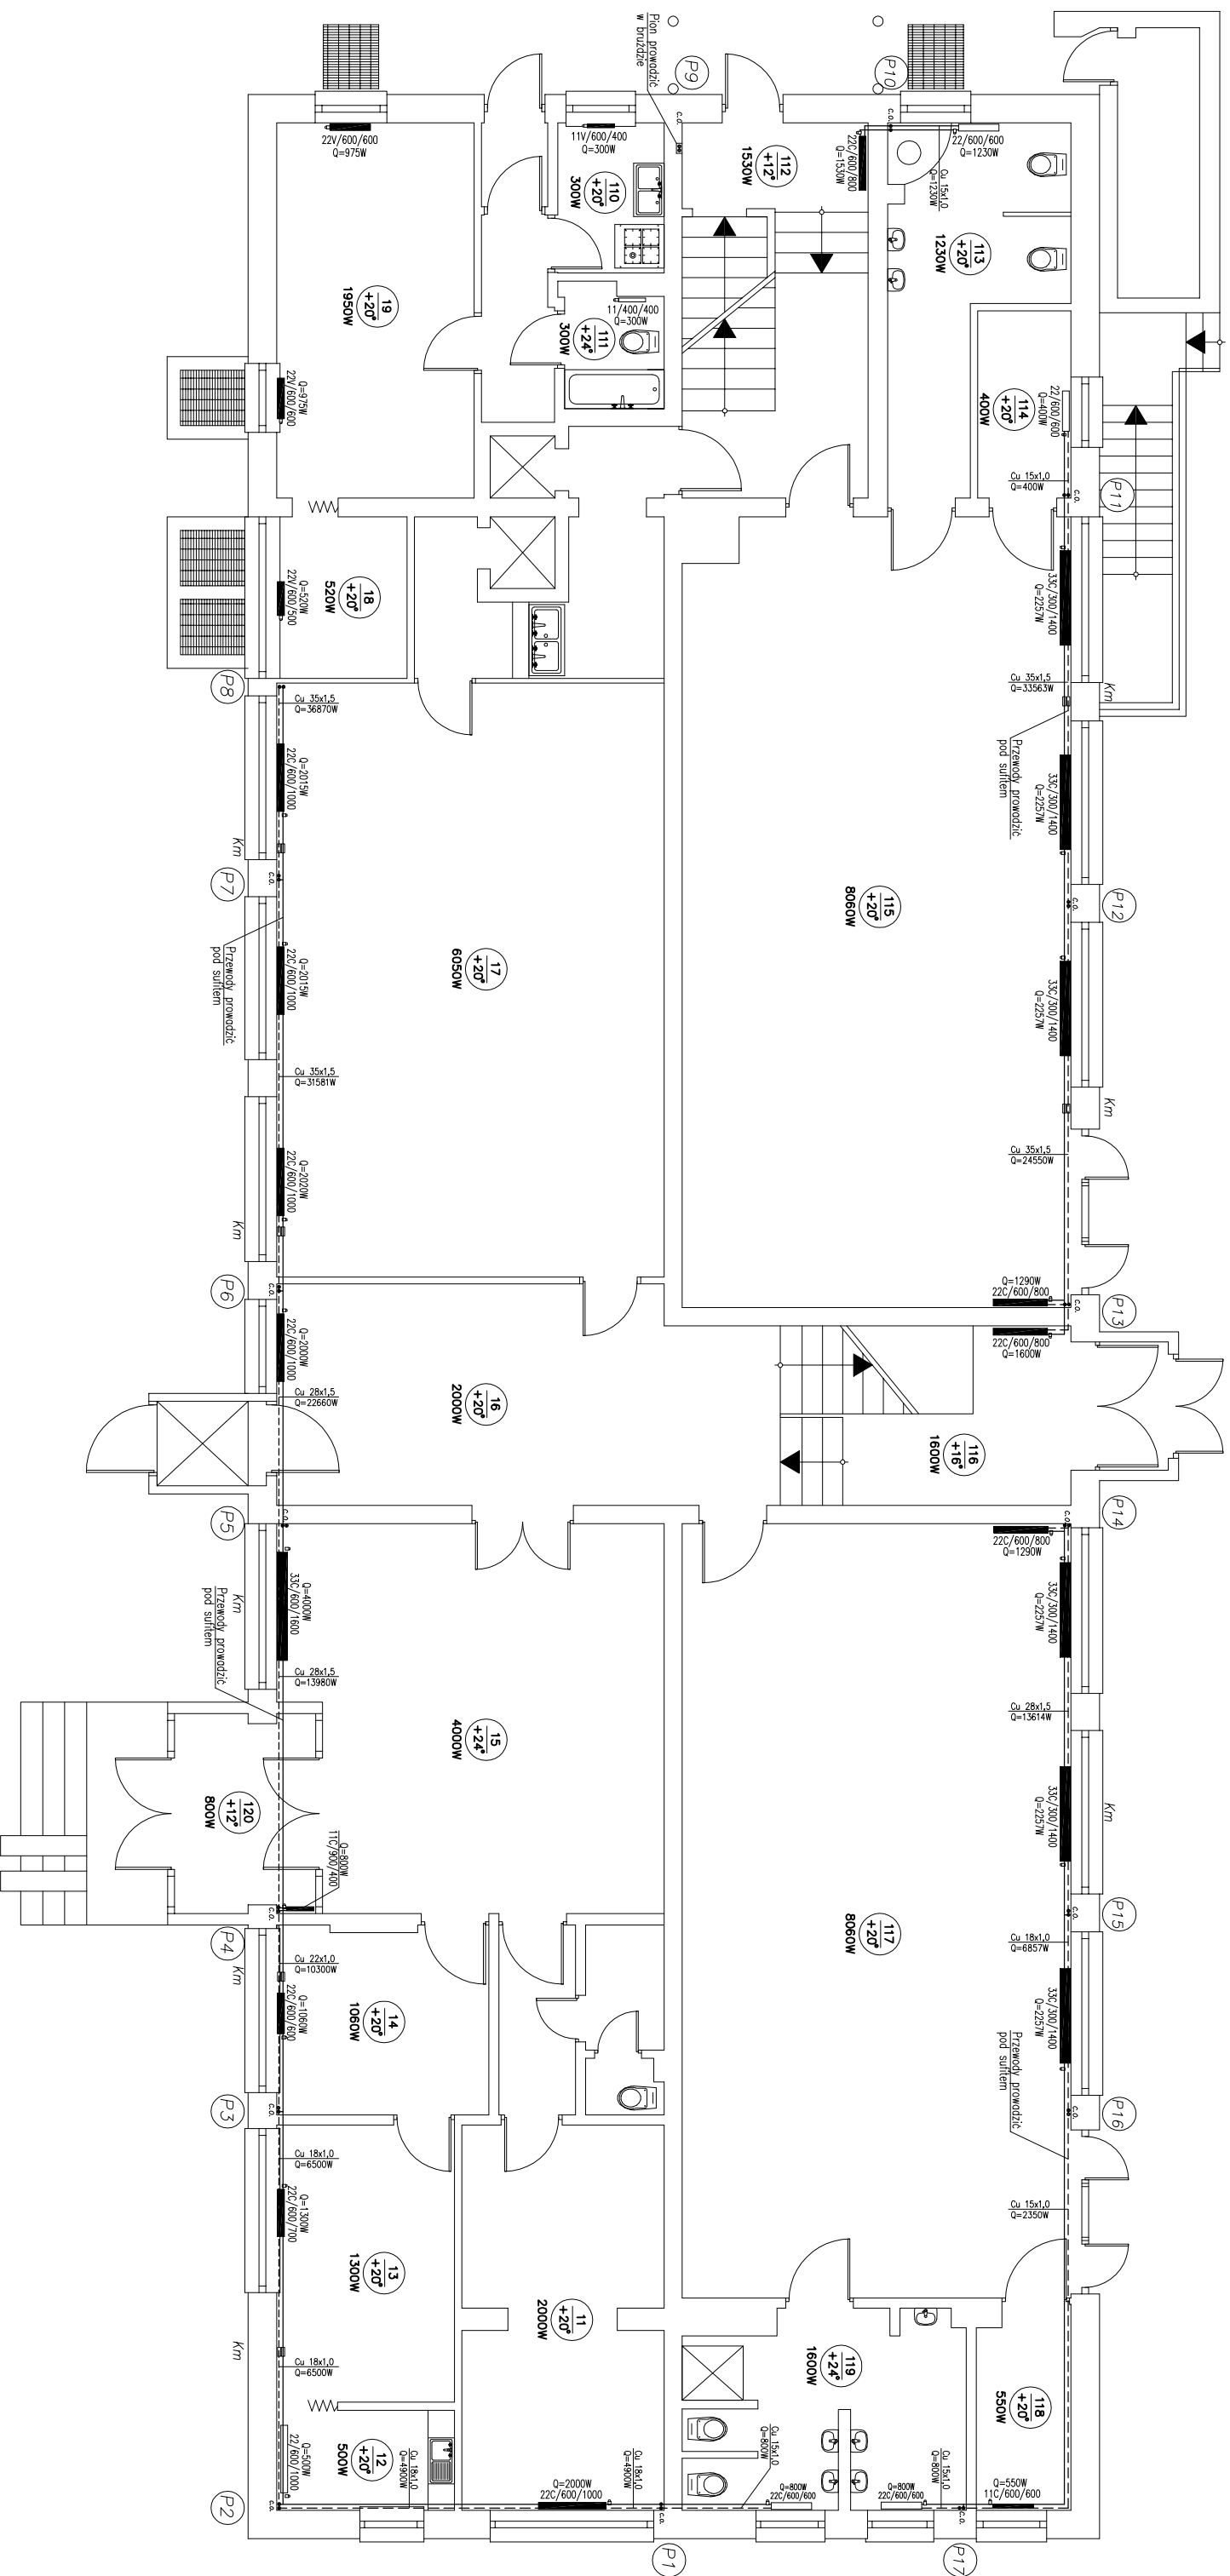 Pion prowadzić
w bruździe
P9
P10
c.o.
c.o.
22V/600/600
Q=975W
11V/600/400
Q=300W
110
+20°
300W
112
+12°
1530W
22C/600/800
Q=1530W
22/600/600
Q=1230W
Cu 15x1,0
Q=1230W
113
+20°
1230W
19
+20°
1950W
11/400/400
Q=300W
111
+24°
300W
114
+20°
400W
22/600/600
Q=400W
Q=975W
22V/600/600
Cu 15x1,0
Q=400W
c.o.
P11
18
+20°
520W
Q=520W
22V/600/500
33C/300/1400
Q=2257W
P8
Cu 35x1,5
Q=36870W
Cu 35x1,5
Q=33563W
Km
Przewody prowadzić
pod sufitem
Q=2015W
22C/600/1000
33C/300/1400
Q=2257W
Km
P7
c.o.
115
+20°
8060W
c.o.
P12
Przewody prowadzić
pod sufitem
Q=2015W
22C/600/1000
17
+20°
6050W
33C/300/1400
Q=2257W
Cu 35x1,5
Q=31581W
Km
Cu 35x1,5
Q=24550W
Q=2020W
22C/600/1000
Km
P6
c.o.
Q=1290W
22C/600/800
c.o.
P13
22C/600/800
Q=1600W
Q=2000W
22C/600/1000
Cu 28x1,5
Q=22660W
16
+20°
2000W
116
+16°
1600W
P5
c.o.
c.o.
P14
22C/600/800
Q=1290W
Q=4000W
33C/600/1600
Km
Przewody prowadzić
pod sufitem
33C/300/1400
Q=2257W
Cu 28x1,5
Q=13980W
Cu 28x1,5
Q=13614W
15
+24°
4000W
120
+12°
800W
Q=800W
11C/900/400
33C/300/1400
Q=2257W
Km
P4
c.o.
Km
117
+20°
8060W
c.o.
P15
Cu 22x1,0
Q=10300W
Cu 18x1,0
Q=6857W
Q=1060W
22C/600/600
14
+20°
1060W
33C/300/1400
Q=2257W
Przewody prowadzić
pod sufitem
P3
c.o.
c.o.
P16
Cu 18x1,0
Q=6500W
Q=1300W
22C/600/700
Cu 15x1,0
Q=2350W
13
+20°
1300W
11
+20°
2000W
Km
Cu 18x1,0
Q=6500W
119
+24°
1600W
118
+20°
550W
Q=500W
22/600/1000
12
+20°
500W
Cu 18x1,0
Q=4900W
Q=2000W
22C/600/1000
Cu 18x1,0
Q=4900W
Cu 15x1,0
Q=800W
Q=800W
22C/600/600
Q=800W
22C/600/600
Cu 15x1,0
Q=800W
Q=550W
11C/600/600
P2
c.o.
c.o.
c.o.
P1
P17